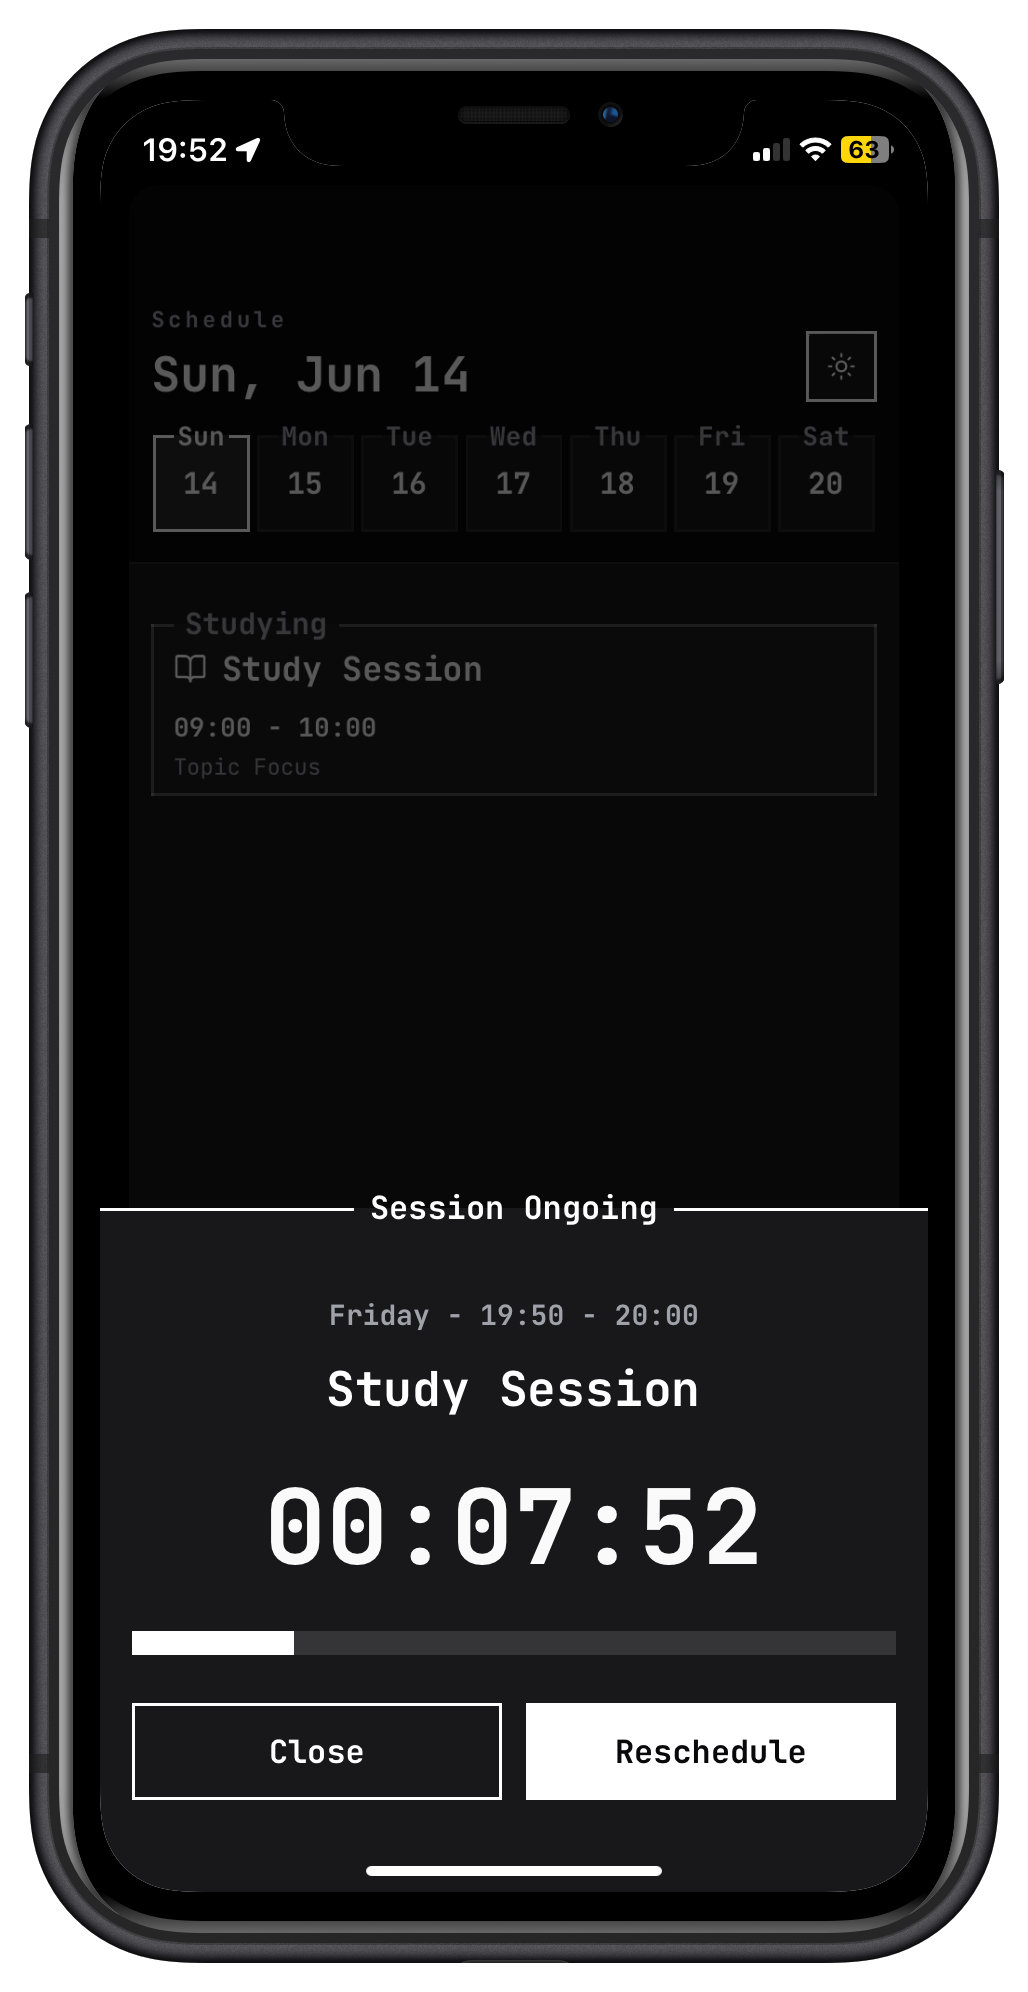 19:52
63
Schedule
Sun, Jun 14
Sun Mon Tue Wed Thu Fri Sat
14 15 16 17 18 19 20
Studying
Study Session
09:00 - 10:00
Topic Focus
Session Ongoing
Friday - 19:50 - 20:00
Study Session
00:07:52
Close Reschedule